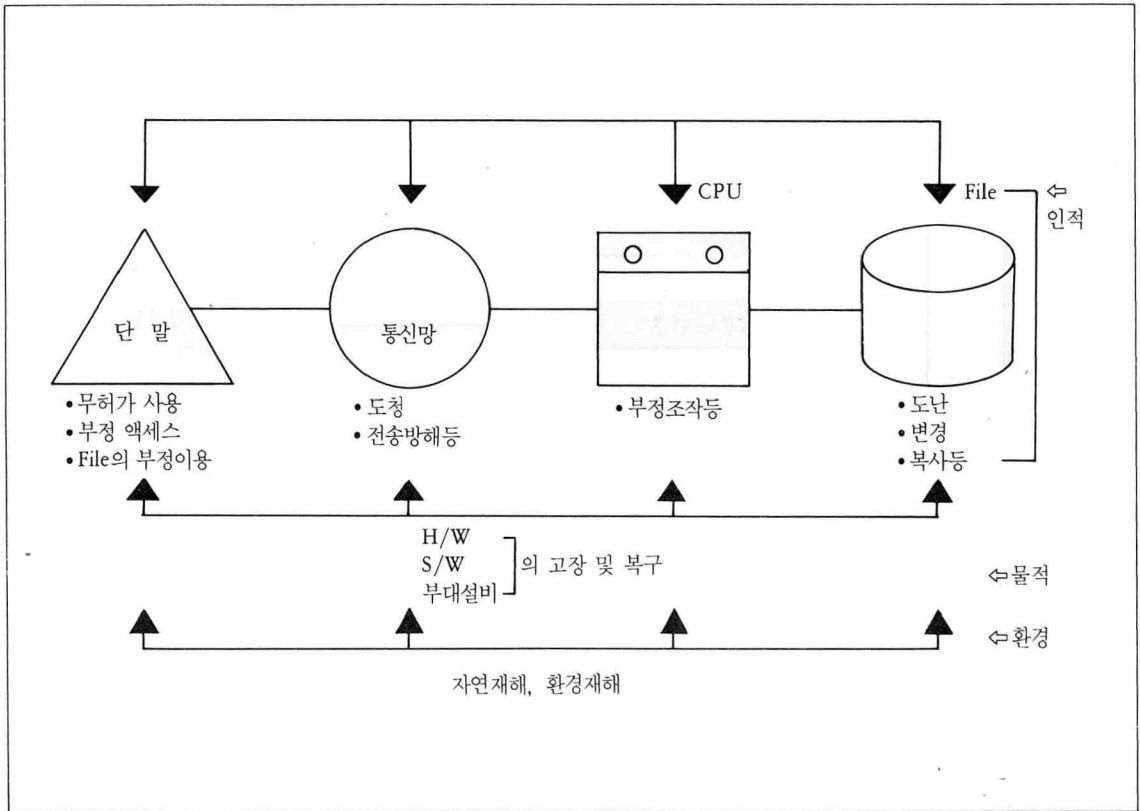 CPU
File
⇦
인적
단 말
통신망
• 무허가 사용
• 부정 액세스
• File의 부정이용
• 도청
• 전송방해등
• 부정조작등
• 도난
• 변경
• 복사등
H/W
S/W
부대설비
의 고장 및 복구
⇦물적
⇦환경
자연재해, 환경재해